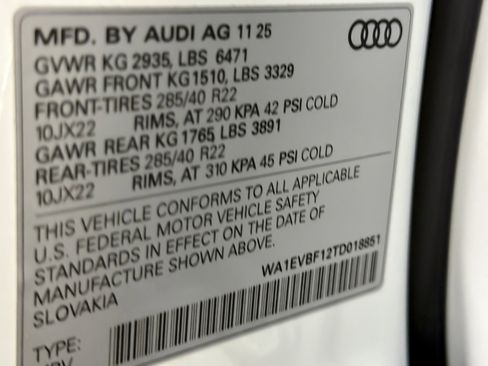 MFD. BY AUDI AG 11 25
GVWR KG 2935, LBS 6471
GAWR FRONT KG1510, LBS 3329
FRONT-TIRES 285/40 R22
10JX22 RIMS, AT 290 KPA 42 PSI COLD
GAWR REAR KG 1765, LBS 3891
REAR-TIRES 285/40 R22
10JX22 RIMS, AT 310 KPA 45 PSI COLD
THIS VEHICLE CONFORMS TO ALL APPLICABLE
U.S. FEDERAL MOTOR VEHICLE SAFETY
STANDARDS IN EFFECT ON THE DATE OF
MANUFACTURE SHOWN ABOVE.
SLOVAKIA
WA1EVBF12TD018851
TYPE: